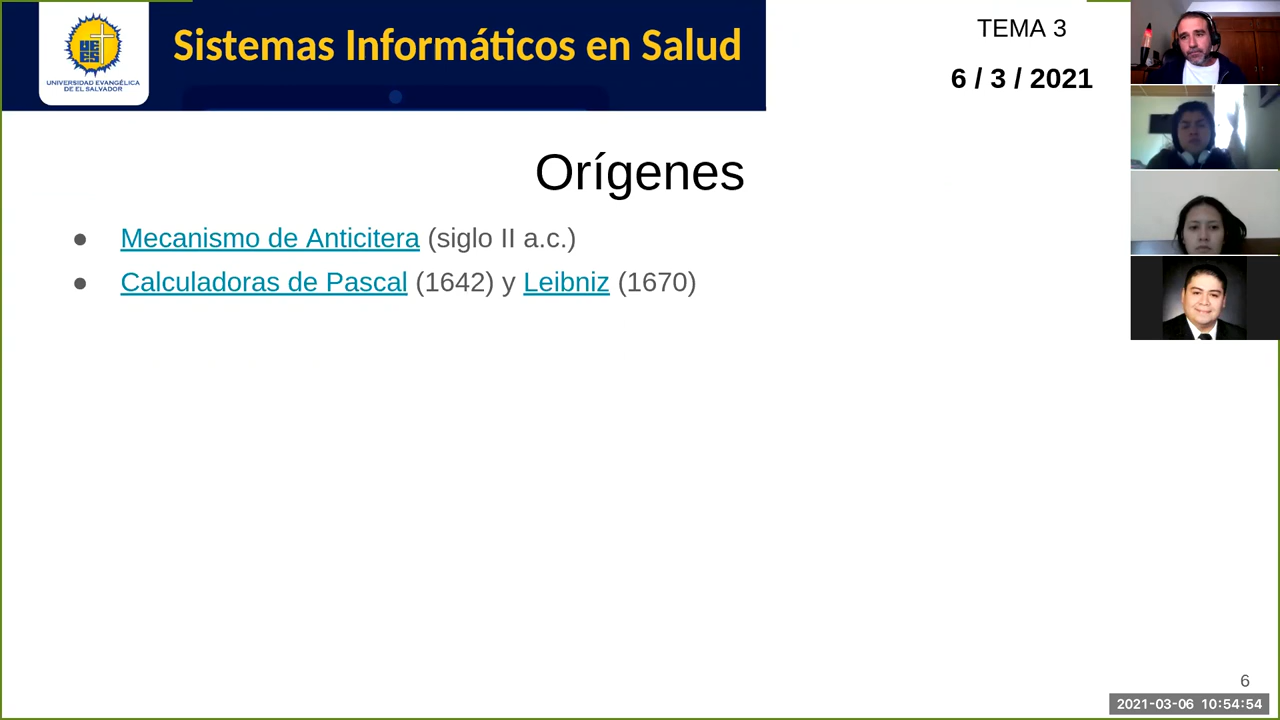 Sistemas Informáticos en Salud
UNIVERSIDAD EVANGÉLICA
DE EL SALVADOR
TEMA 3
6 / 3 / 2021
Orígenes
● Mecanismo de Anticitera (siglo II a.c.)
● Calculadoras de Pascal (1642) y Leibniz (1670)
6
2021-03-06 10:54:54